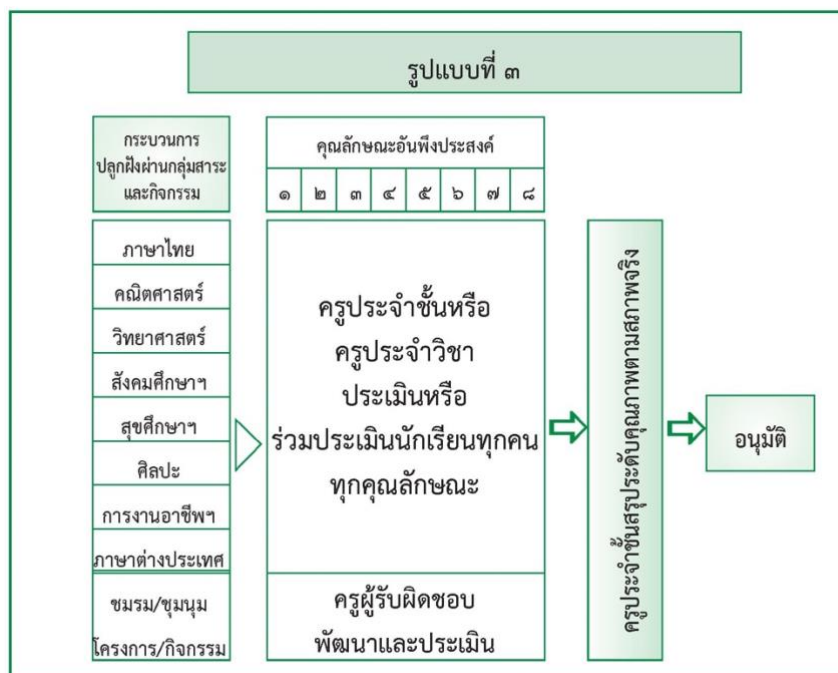 รูปแบบที่ ๓
กระบวนการ
ปลูกฝังผ่านกลุ่มสาระ
และกิจกรรม
คุณลักษณะอันพึงประสงค์
๑ ๒ ๓ ๔ ๕ ๖ ๗ ๘
ภาษาไทย
คณิตศาสตร์
วิทยาศาสตร์
สังคมศึกษาฯ
สุขศึกษาฯ
ศิลปะ
การงานอาชีพฯ
ภาษาต่างประเทศ
ชมรม/ชุมนุม
โครงการ/กิจกรรม
ครูประจำชั้นหรือ
ครูประจำวิชา
ประเมินหรือ
ร่วมประเมินนักเรียนทุกคน
ทุกคุณลักษณะ
ครูผู้รับผิดชอบ
พัฒนาและประเมิน
ครูประจำชั้นสรุประดับคุณภาพตามสภาพจริง
อนุมัติ